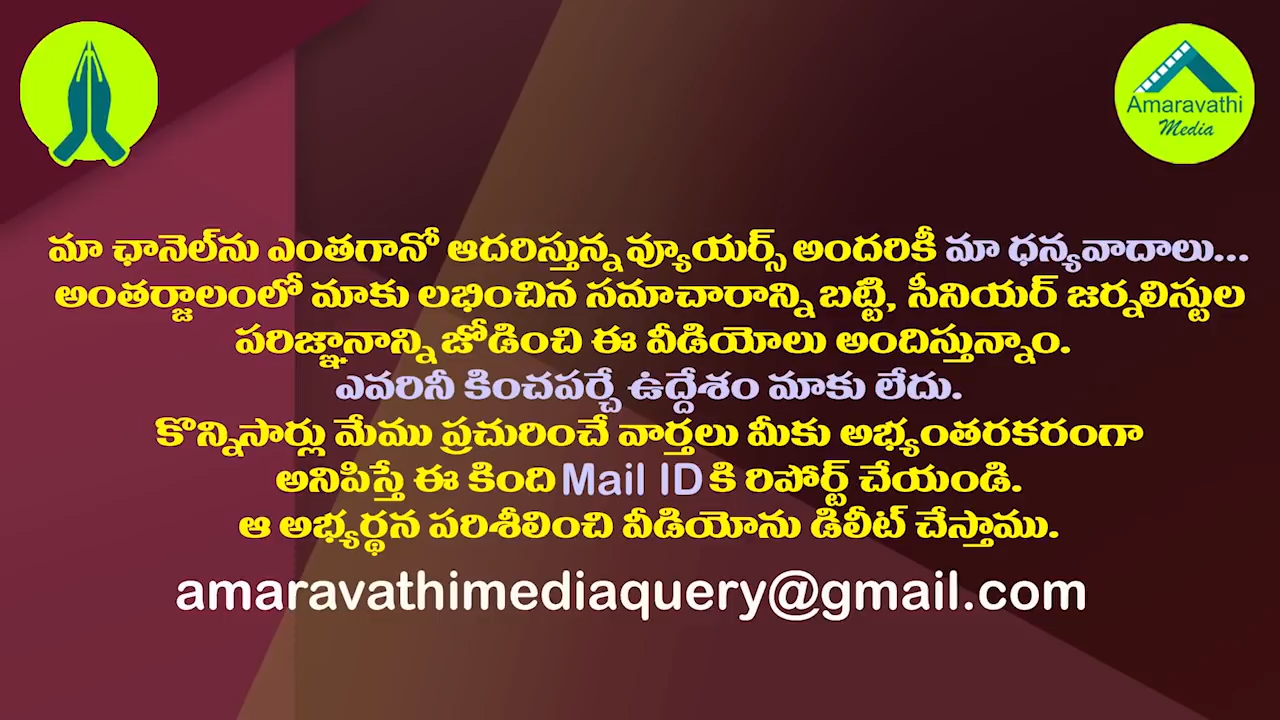 Amaravathi
Media
మా ఛానెల్‌ను ఎంతగానో ఆదరిస్తున్న వ్యూయర్స్ అందరికీ మా ధన్యవాదాలు...
అంతర్జాలంలో మాకు లభించిన సమాచారాన్ని బట్టి, సీనియర్ జర్నలిస్టుల
పరిజ్ఞానాన్ని జోడించి ఈ వీడియోలు అందిస్తున్నాం.
ఎవరినీ కించపర్చే ఉద్దేశం మాకు లేదు.
కొన్నిసార్లు మేము ప్రచురించే వార్తలు మీకు అభ్యంతరకరంగా
అనిపిస్తే ఈ కింది Mail ID కి రిపోర్ట్ చేయండి.
ఆ అభ్యర్థన పరిశీలించి వీడియోను డిలీట్ చేస్తాము.
amaravathimediaquery@gmail.com